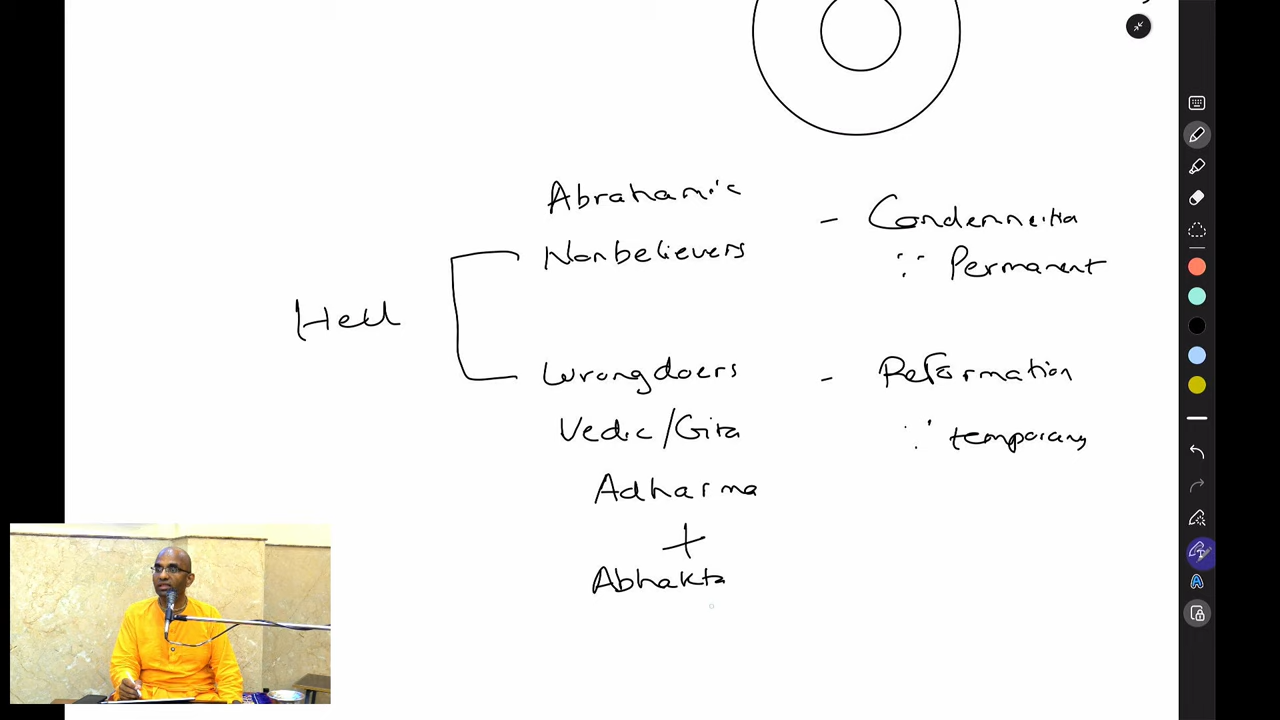 Abrahamic
Nonbelievers - Condemnation
∵ Permanent
Hell
Wrongdoers - Reformation
Vedic/Gita ∵ temporary
Adharma
+
Abhakta